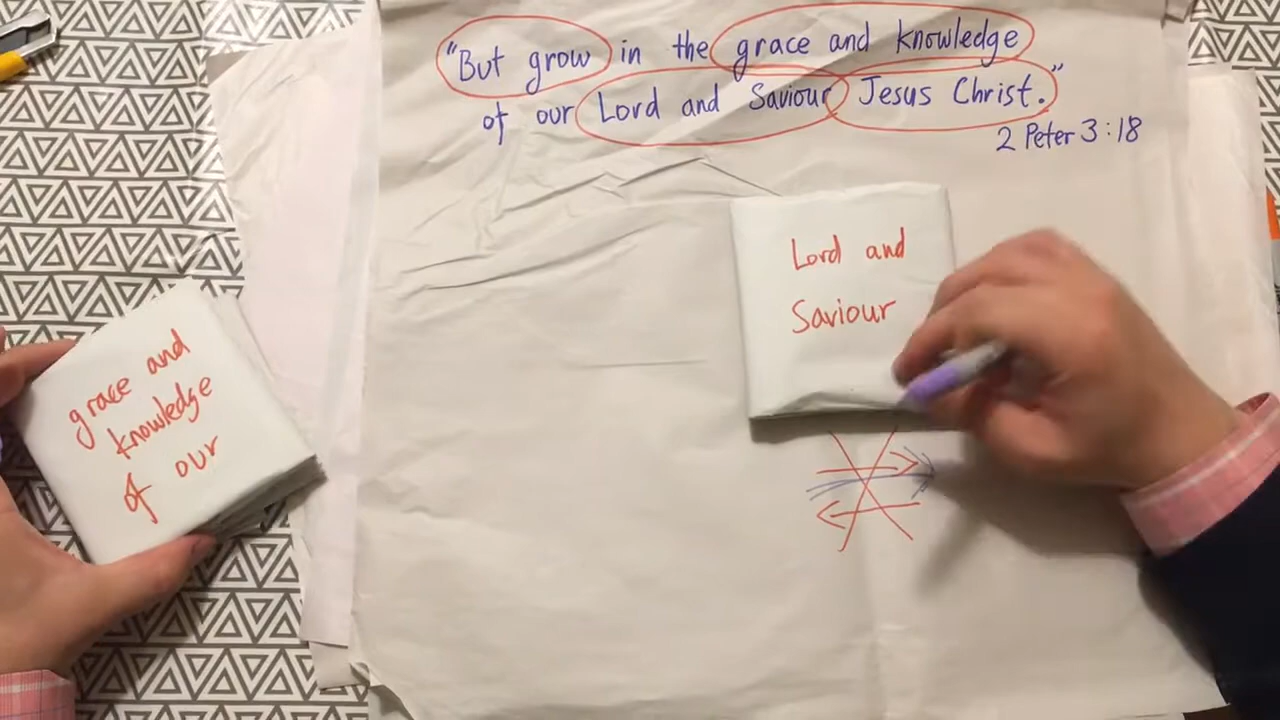 "But grow in the grace and knowledge
of our Lord and Saviour Jesus Christ."
2 Peter 3:18
Lord and
Saviour
grace and
knowledge
of our